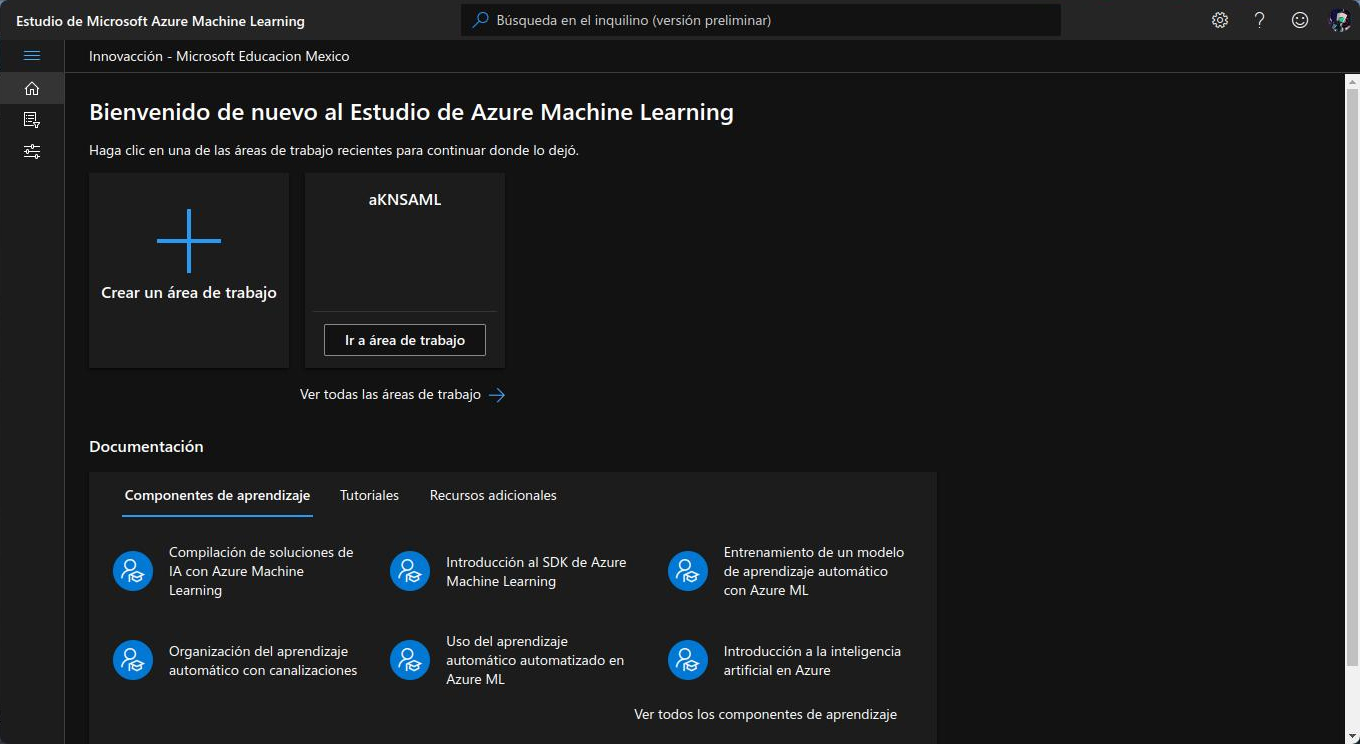 Estudio de Microsoft Azure Machine Learning
Búsqueda en el inquilino (versión preliminar)
Innovacción - Microsoft Educacion Mexico
Bienvenido de nuevo al Estudio de Azure Machine Learning
Haga clic en una de las áreas de trabajo recientes para continuar donde lo dejó.
Crear un área de trabajo
aKNSAML
Ir a área de trabajo
Ver todas las áreas de trabajo
Documentación
Componentes de aprendizaje
Tutoriales
Recursos adicionales
Compilación de soluciones de
IA con Azure Machine
Learning
Introducción al SDK de Azure
Machine Learning
Entrenamiento de un modelo
de aprendizaje automático
con Azure ML
Organización del aprendizaje
automático con canalizaciones
Uso del aprendizaje
automático automatizado en
Azure ML
Introducción a la inteligencia
artificial en Azure
Ver todos los componentes de aprendizaje